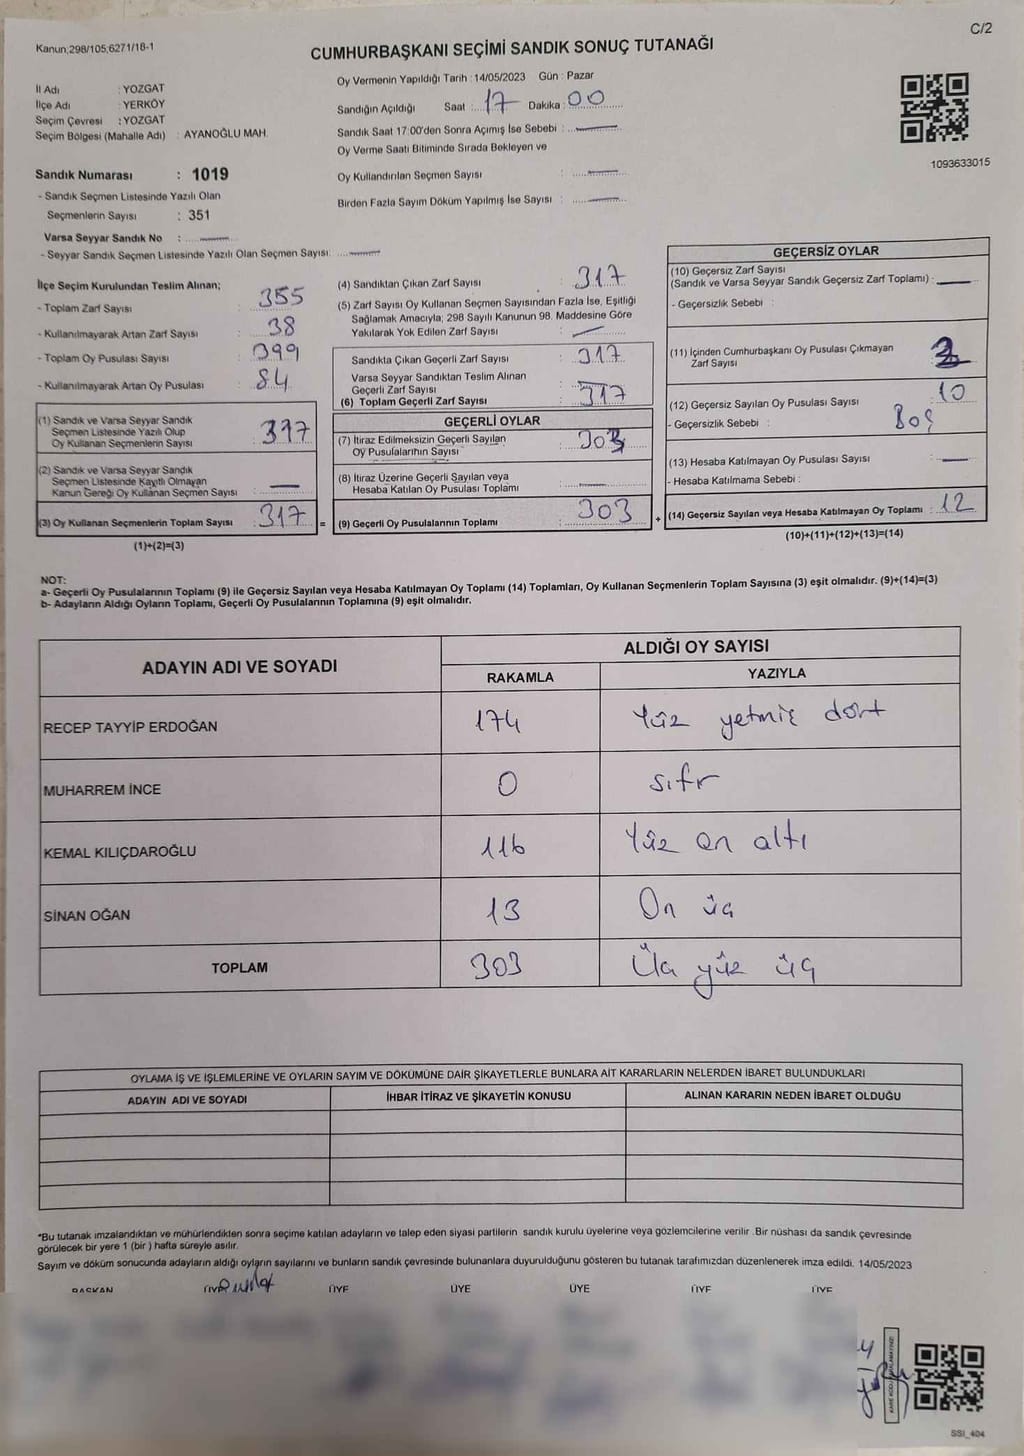 C/2
Kanun;298/105;6271/18-1
CUMHURBAŞKANI SEÇİMİ SANDIK SONUÇ TUTANAĞI
İl Adı : YOZGAT
İlçe Adı : YERKÖY
Seçim Çevresi : YOZGAT
Seçim Bölgesi (Mahalle Adı) : AYANOĞLU MAH.
Oy Vermenin Yapıldığı Tarih : 14/05/2023 Gün : Pazar
Sandığın Açıldığı Saat : 17 Dakika : 00
Sandık Saat 17:00'den Sonra Açımış İse Sebebi :
Oy Verme Saati Bitiminde Sırada Bekleyen ve
Oy Kullandırılan Seçmen Sayısı :
Birden Fazla Sayım Döküm Yapılmış İse Sayısı :
1093633015
Sandık Numarası : 1019
- Sandık Seçmen Listesinde Yazılı Olan
Seçmenlerin Sayısı : 351
Varsa Seyyar Sandık No :
- Seyyar Sandık Seçmen Listesinde Yazılı Olan Seçmen Sayısı:
İlçe Seçim Kurulundan Teslim Alınan;
- Toplam Zarf Sayısı : 355
- Kullanılmayarak Artan Zarf Sayısı : 38
- Toplam Oy Pusulası Sayısı : 399
- Kullanılmayarak Artan Oy Pusulası : 84
(1) Sandık ve Varsa Seyyar Sandık
Seçmen Listesinde Yazılı Olup
Oy Kullanan Seçmenlerin Sayısı 317
(2) Sandık ve Varsa Seyyar Sandık
Seçmen Listesinde Kayıtlı Olmayan
Kanun Gereği Oy Kullanan Seçmen Sayısı :
(3) Oy Kullanan Seçmenlerin Toplam Sayısı : 317 =
(1)+(2)=(3)
(4) Sandıktan Çıkan Zarf Sayısı : 317
(5) Zarf Sayısı Oy Kullanan Seçmen Sayısından Fazla İse, Eşitliği
Sağlamak Amacıyla; 298 Sayılı Kanunun 98. Maddesine Göre
Yakılarak Yok Edilen Zarf Sayısı :
Sandıkta Çıkan Geçerli Zarf Sayısı : 317
Varsa Seyyar Sandıktan Teslim Alınan
Geçerli Zarf Sayısı :
(6) Toplam Geçerli Zarf Sayısı : 317
GEÇERLİ OYLAR
(7) İtiraz Edilmeksizin Geçerli Sayılan
Oy Pusulalarının Sayısı : 303
(8) İtiraz Üzerine Geçerli Sayılan veya
Hesaba Katılan Oy Pusulası Toplamı :
(9) Geçerli Oy Pusulalarının Toplamı : 303 +
GEÇERSİZ OYLAR
(10) Geçersiz Zarf Sayısı
(Sandık ve Varsa Seyyar Sandık Geçersiz Zarf Toplamı) :
- Geçersizlik Sebebi :
(11) İçinden Cumhurbaşkanı Oy Pusulası Çıkmayan
Zarf Sayısı :
(12) Geçersiz Sayılan Oy Pusulası Sayısı : 10
- Geçersizlik Sebebi : Boş
(13) Hesaba Katılmayan Oy Pusulası Sayısı :
- Hesaba Katılmama Sebebi :
(14) Geçersiz Sayılan veya Hesaba Katılmayan Oy Toplamı : 12
(10)+(11)+(12)+(13)=(14)
NOT:
a- Geçerli Oy Pusulalarının Toplamı (9) ile Geçersiz Sayılan veya Hesaba Katılmayan Oy Toplamı (14) Toplamları, Oy Kullanan Seçmenlerin Toplam Sayısına (3) eşit olmalıdır. (9)+(14)=(3)
b- Adayların Aldığı Oyların Toplamı, Geçerli Oy Pusulalarının Toplamına (9) eşit olmalıdır.
ADAYIN ADI VE SOYADI
ALDIĞI OY SAYISI
RAKAMLA YAZIYLA
RECEP TAYYİP ERDOĞAN 174 Yüz yetmiş dört
MUHARREM İNCE 0 sıfır
KEMAL KILIÇDAROĞLU 116 Yüz on altı
SİNAN OĞAN 13 On üç
TOPLAM 303 Üç yüz üç
OYLAMA İŞ VE İŞLEMLERİNE VE OYLARIN SAYIM VE DÖKÜMÜNE DAİR ŞİKAYETLERLE BUNLARA AİT KARARLARIN NELERDEN İBARET BULUNDUKLARI
ADAYIN ADI VE SOYADI İHBAR İTİRAZ VE ŞİKAYETİN KONUSU ALINAN KARARIN NEDEN İBARET OLDUĞU
*Bu tutanak imzalandıktan ve mühürlendikten sonra seçime katılan adayların ve talep eden siyasi partilerin sandık kurulu üyelerine veya gözlemcilerine verilir. Bir nüshası da sandık çevresinde
görülecek bir yere 1 (bir ) hafta süreyle asılır.
Sayım ve döküm sonucunda adayların aldığı oyların sayılarını ve bunların sandık çevresinde bulunanlara duyurulduğunu gösteren bu tutanak tarafımızdan düzenlenerek imza edildi. 14/05/2023
BAŞKAN ÜYE ÜYE ÜYE ÜYE ÜYE ÜYE
SSI_404